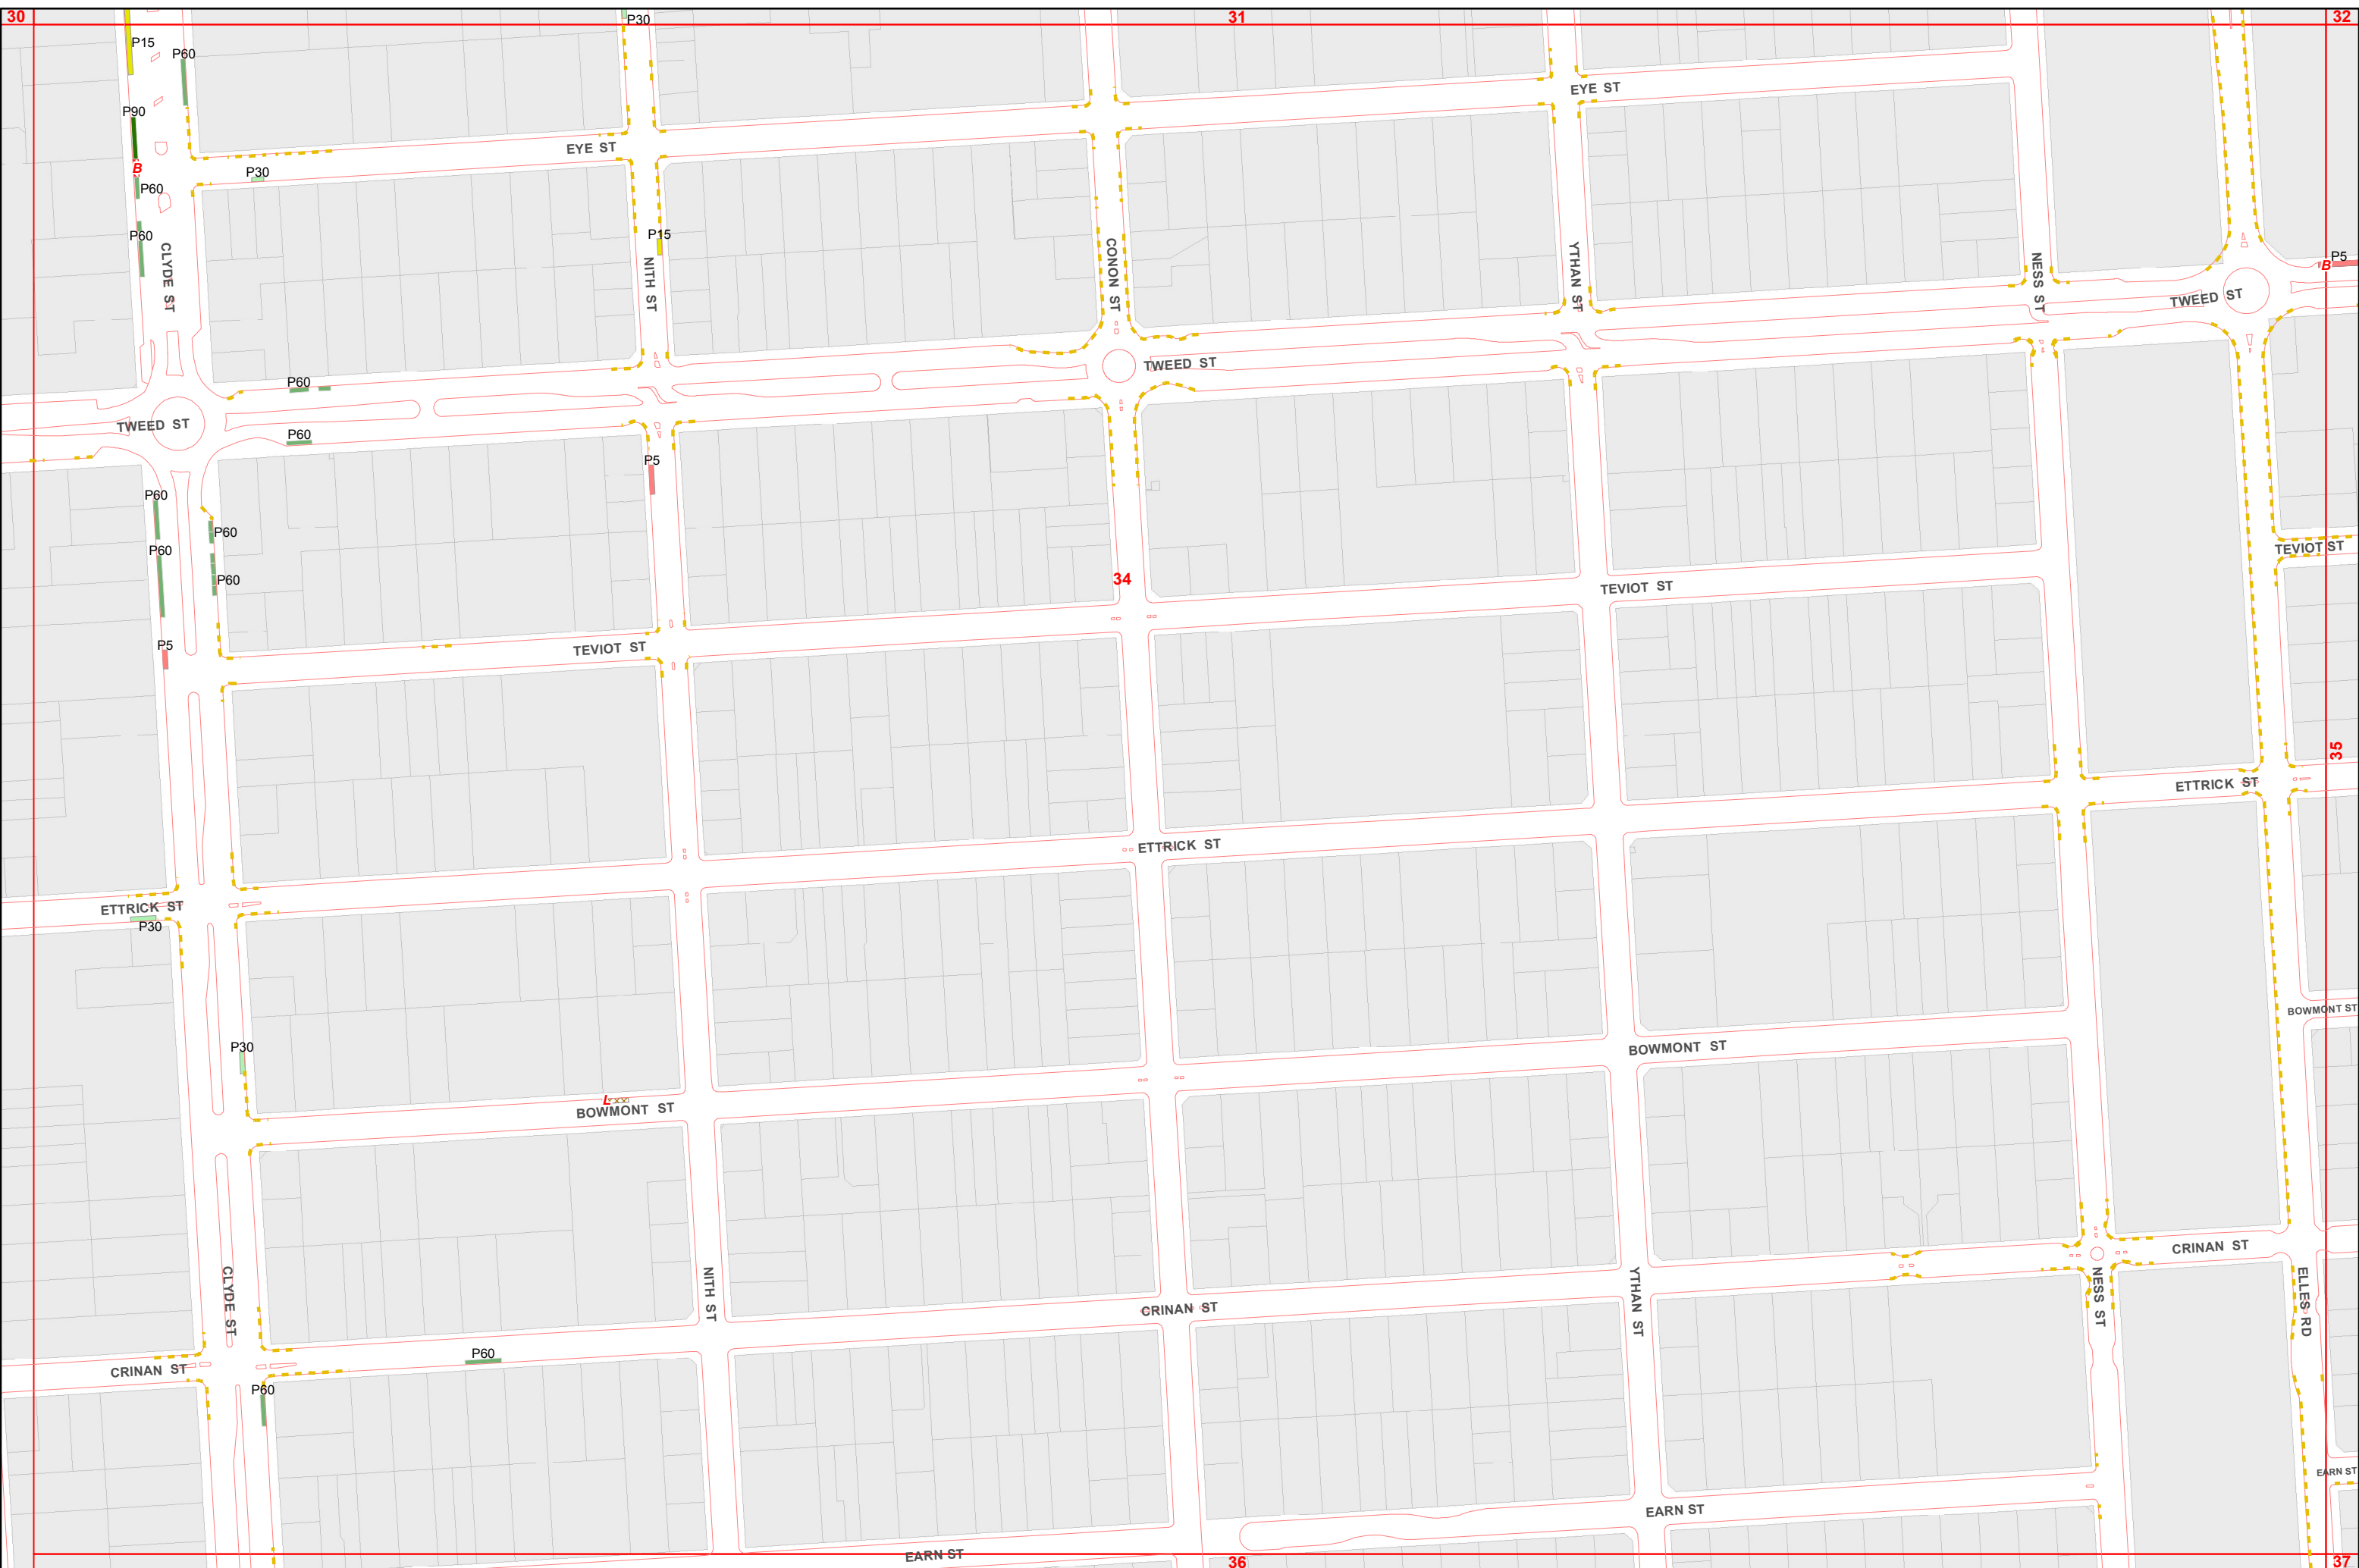 30
31
32
P15
P60
P30
EYE ST
P90
EYE ST
B
P60
P30
P60
P15
CLYDE ST
NITH ST
CONON ST
YTHAN ST
NESS ST
B
P5
TWEED ST
TWEED ST
P60
TWEED ST
P60
P5
P60
P60
P60
P60
TEVIOT ST
34
TEVIOT ST
P5
TEVIOT ST
35
ETTRICK ST
ETTRICK ST
ETTRICK ST
P30
BOWMONT ST
P30
BOWMONT ST
L
BOWMONT ST
CRINAN ST
CLYDE ST
NITH ST
YTHAN ST
NESS ST
ELLES RD
CRINAN ST
P60
CRINAN ST
P60
EARN ST
EARN ST
EARN ST
36
37